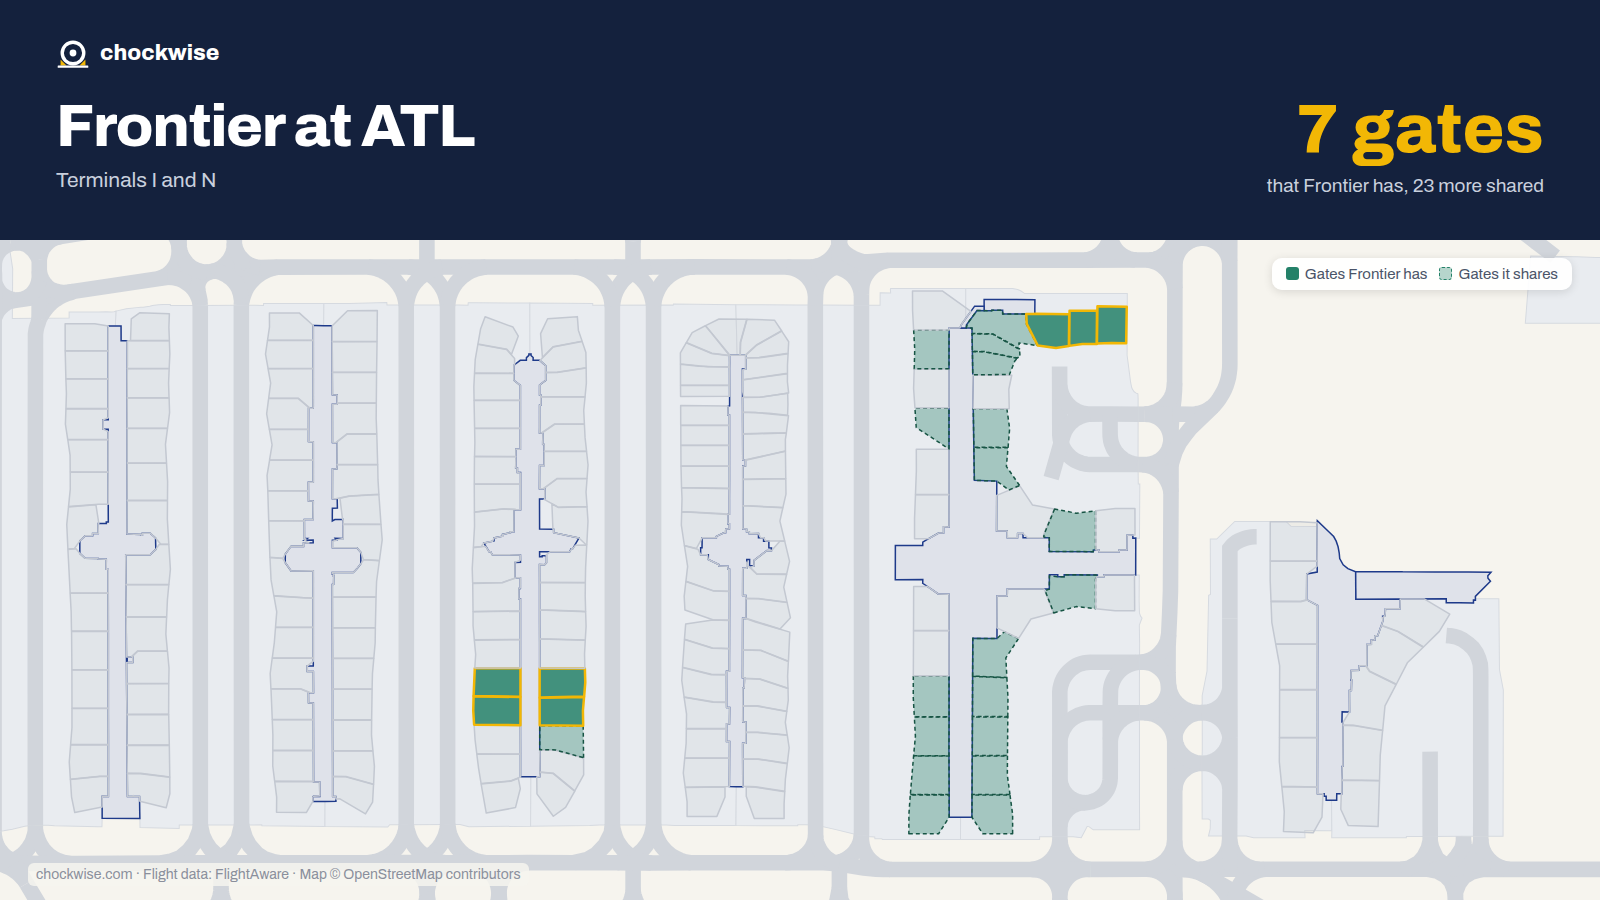 chockwise
Frontier at ATL
Terminals I and N
7 gates
that Frontier has, 23 more shared
Gates Frontier has
Gates it shares
chockwise.com · Flight data: FlightAware · Map © OpenStreetMap contributors